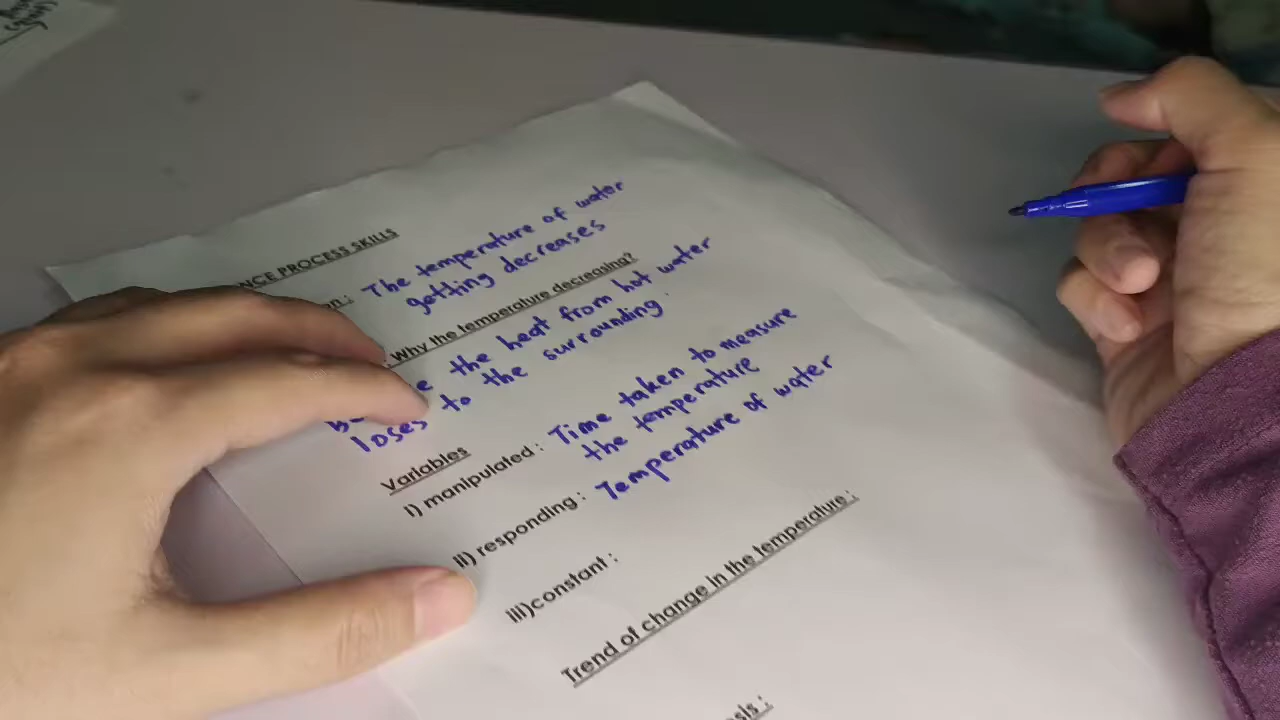 NCE PROCESS SKILLS
on : The temperature of water
getting decreases
Why the temperature decreasing?
the heat from hot water
loses to the surrounding.
Variables
i) manipulated : Time taken to measure
the temperature
ii) responding : Temperature of water
iii)constant :
Trend of change in the temperature :